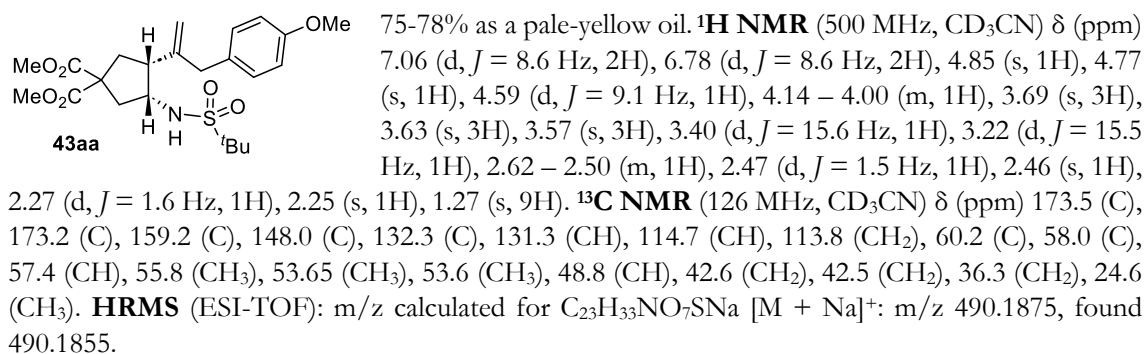 OMe
H
MeO₂C
MeO₂C
O
O
N
S
H
H
ᵗBu
43aa
75-78% as a pale-yellow oil. ¹H NMR (500 MHz, CD₃CN) δ (ppm)
7.06 (d, J = 8.6 Hz, 2H), 6.78 (d, J = 8.6 Hz, 2H), 4.85 (s, 1H), 4.77
(s, 1H), 4.59 (d, J = 9.1 Hz, 1H), 4.14 – 4.00 (m, 1H), 3.69 (s, 3H),
3.63 (s, 3H), 3.57 (s, 3H), 3.40 (d, J = 15.6 Hz, 1H), 3.22 (d, J = 15.5
Hz, 1H), 2.62 – 2.50 (m, 1H), 2.47 (d, J = 1.5 Hz, 1H), 2.46 (s, 1H),
2.27 (d, J = 1.6 Hz, 1H), 2.25 (s, 1H), 1.27 (s, 9H). ¹³C NMR (126 MHz, CD₃CN) δ (ppm) 173.5 (C),
173.2 (C), 159.2 (C), 148.0 (C), 132.3 (C), 131.3 (CH), 114.7 (CH), 113.8 (CH₂), 60.2 (C), 58.0 (C),
57.4 (CH), 55.8 (CH₃), 53.65 (CH₃), 53.6 (CH₃), 48.8 (CH), 42.6 (CH₂), 42.5 (CH₂), 36.3 (CH₂), 24.6
(CH₃). HRMS (ESI-TOF): m/z calculated for C₂₃H₃₃NO₇SNa [M + Na]⁺: m/z 490.1875, found
490.1855.